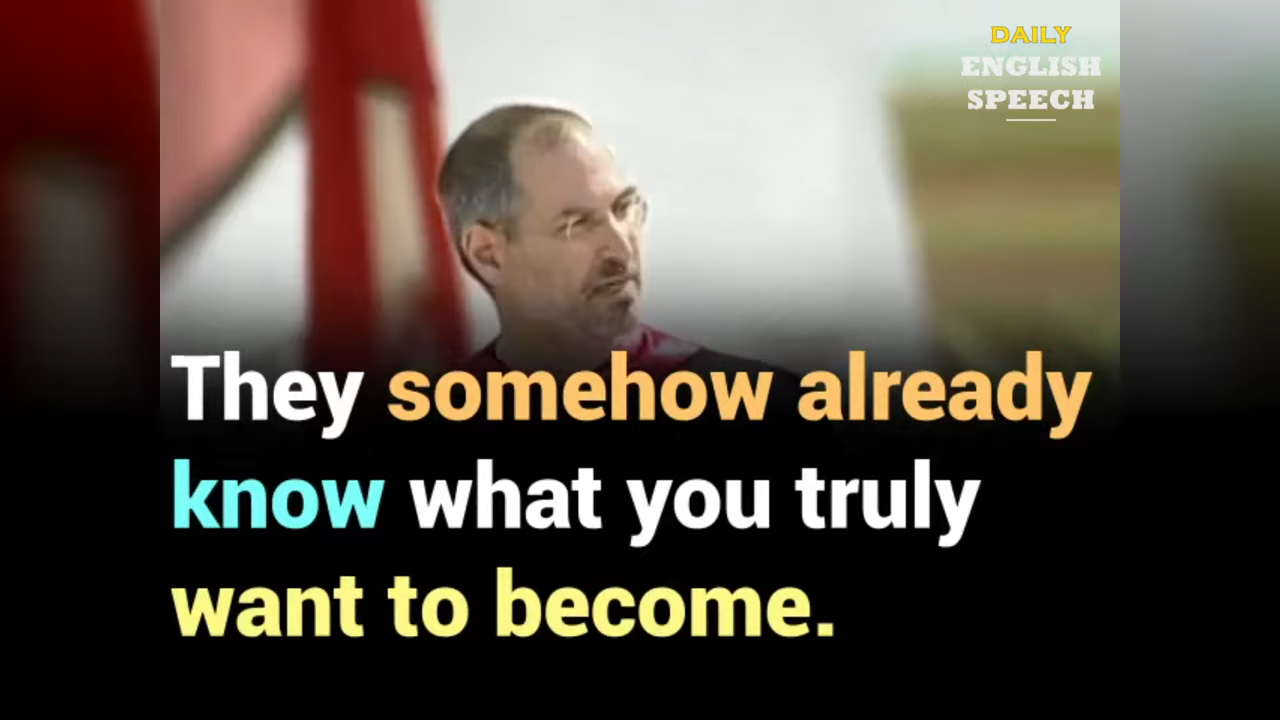 DAILY
ENGLISH
SPEECH
They somehow already
know what you truly
want to become.